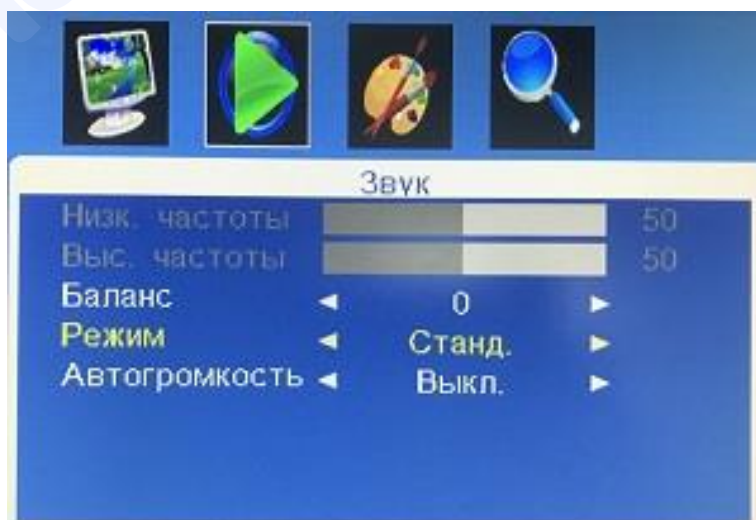 Звук
Низк. частоты 50
Выс. частоты 50
Баланс 0
Режим Станд.
Автогромкость Выкл.